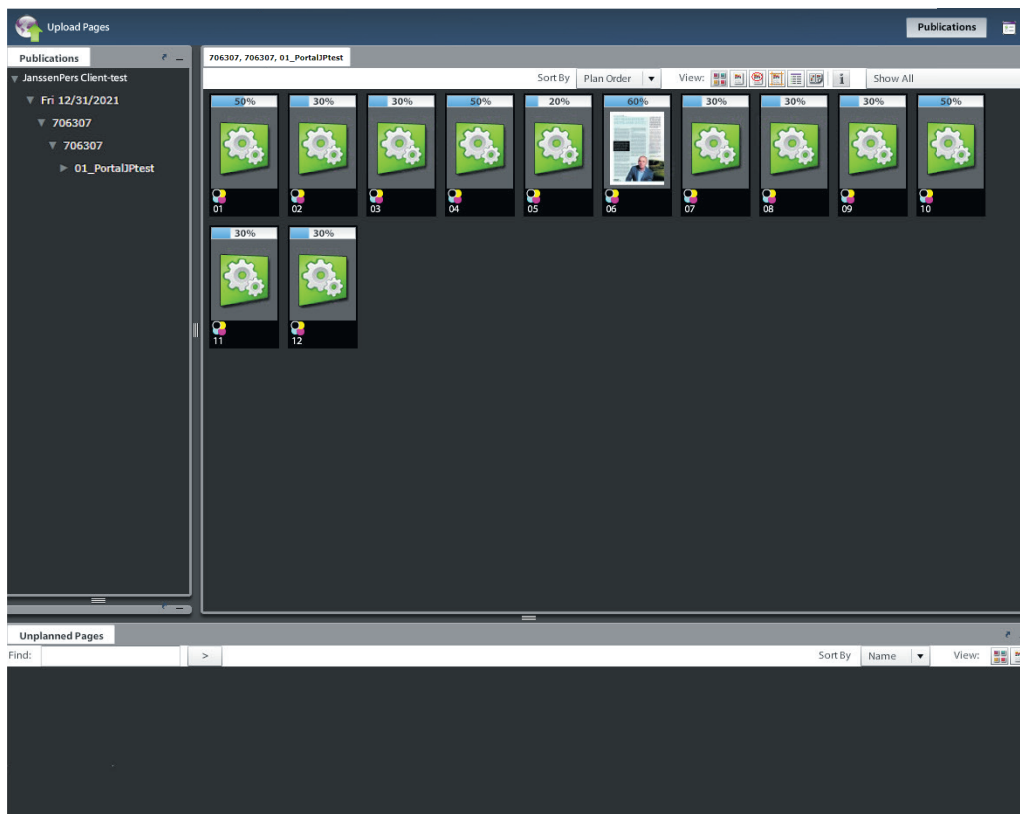 Upload Pages
Publications
Publications
706307, 706307, 01_PortalJPtest
JanssenPers Client-test
Sort By Plan Order
View:
i
Show All
Fri 12/31/2021
706307
706307
01_PortalJPtest
50% 30% 30% 50% 20% 60% 30% 30% 30% 50%
01 02 03 04 05 06 07 08 09 10
30% 30%
11 12
Unplanned Pages
Find:
>
Sort By Name
View: